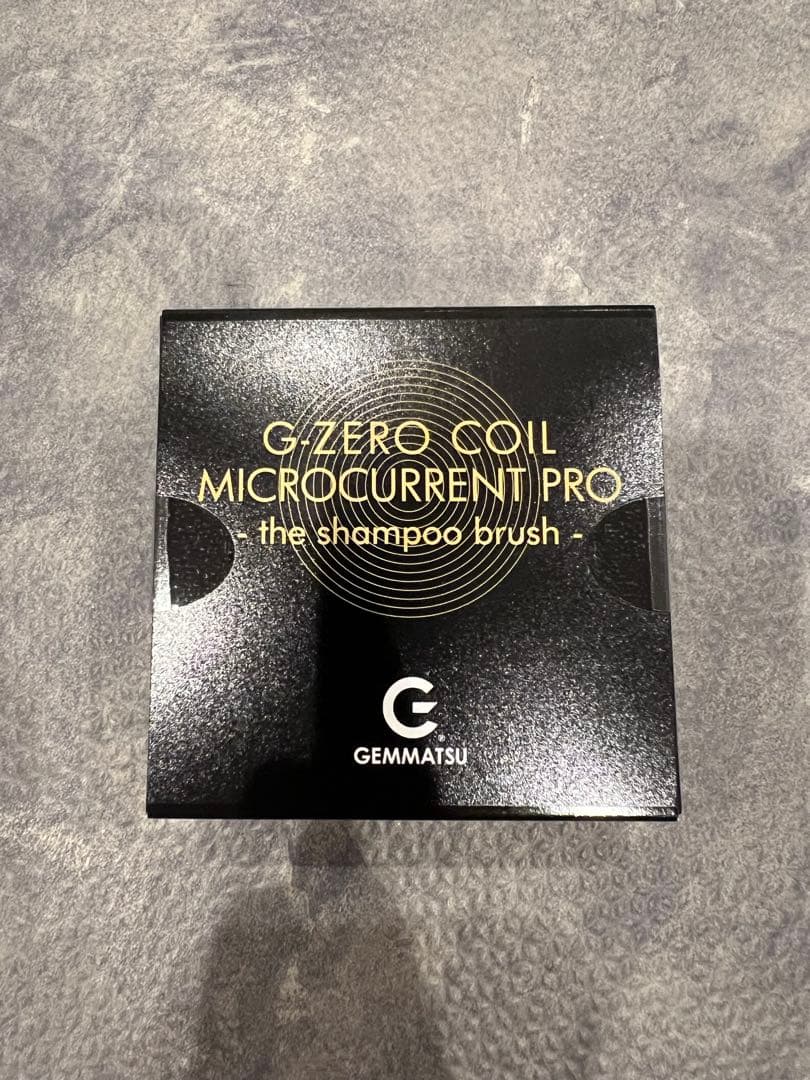 G-ZERO COIL
MICROCURRENT PRO
- the shampoo brush -
G
®
GEMMATSU